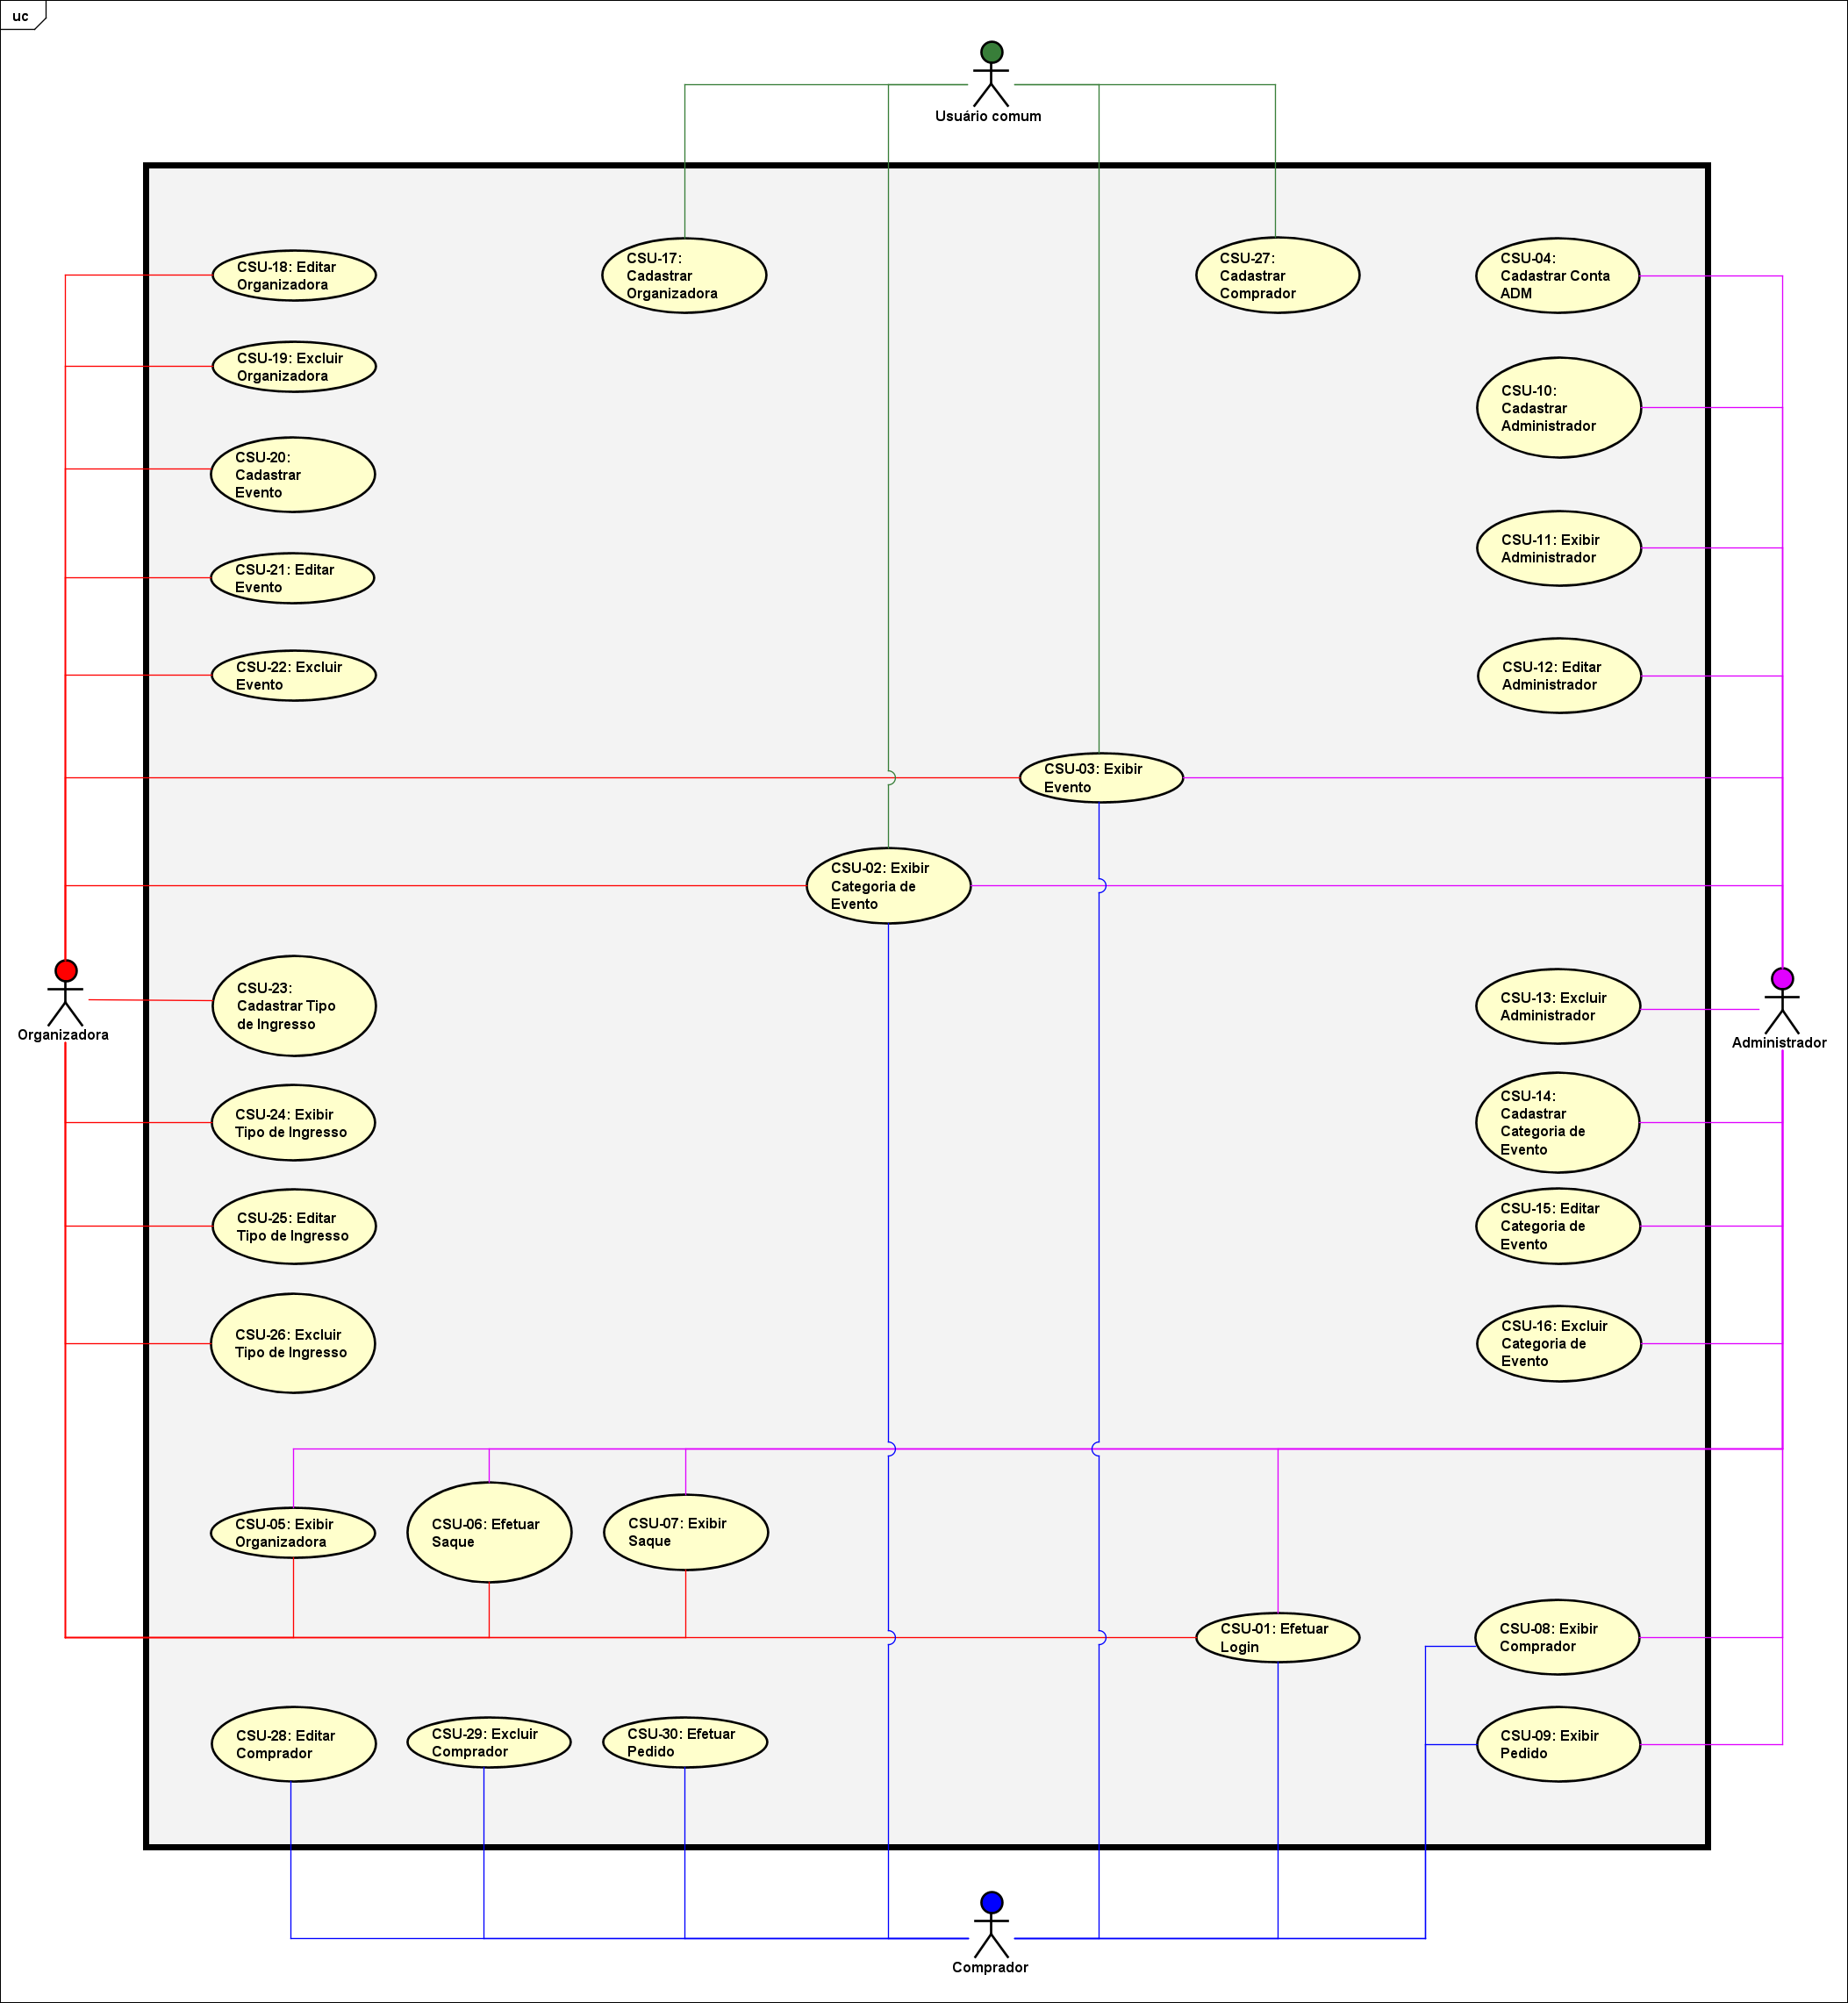 uc
Usuário comum
CSU-18: Editar
Organizadora
CSU-17:
Cadastrar
Organizadora
CSU-27:
Cadastrar
Comprador
CSU-04:
Cadastrar Conta
ADM
CSU-19: Excluir
Organizadora
CSU-10:
Cadastrar
Administrador
CSU-20:
Cadastrar
Evento
CSU-11: Exibir
Administrador
CSU-21: Editar
Evento
CSU-22: Excluir
Evento
CSU-12: Editar
Administrador
CSU-03: Exibir
Evento
CSU-02: Exibir
Categoria de
Evento
Organizadora
CSU-23:
Cadastrar Tipo
de Ingresso
CSU-13: Excluir
Administrador
Administrador
CSU-24: Exibir
Tipo de Ingresso
CSU-14:
Cadastrar
Categoria de
Evento
CSU-25: Editar
Tipo de Ingresso
CSU-15: Editar
Categoria de
Evento
CSU-26: Excluir
Tipo de Ingresso
CSU-16: Excluir
Categoria de
Evento
CSU-05: Exibir
Organizadora
CSU-06: Efetuar
Saque
CSU-07: Exibir
Saque
CSU-01: Efetuar
Login
CSU-08: Exibir
Comprador
CSU-28: Editar
Comprador
CSU-29: Excluir
Comprador
CSU-30: Efetuar
Pedido
CSU-09: Exibir
Pedido
Comprador